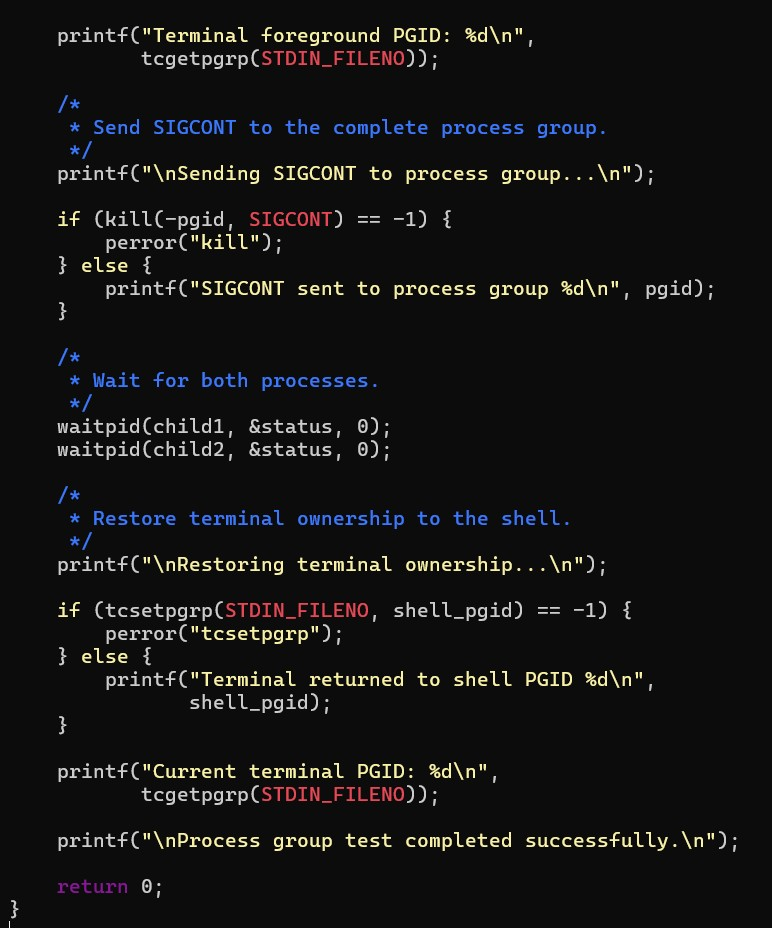 printf("Terminal foreground PGID: %d\n",
           tcgetpgrp(STDIN_FILENO));

    /*
     * Send SIGCONT to the complete process group.
     */
    printf("\nSending SIGCONT to process group...\n");

    if (kill(-pgid, SIGCONT) == -1) {
        perror("kill");
    } else {
        printf("SIGCONT sent to process group %d\n", pgid);
    }

    /*
     * Wait for both processes.
     */
    waitpid(child1, &status, 0);
    waitpid(child2, &status, 0);

    /*
     * Restore terminal ownership to the shell.
     */
    printf("\nRestoring terminal ownership...\n");

    if (tcsetpgrp(STDIN_FILENO, shell_pgid) == -1) {
        perror("tcsetpgrp");
    } else {
        printf("Terminal returned to shell PGID %d\n",
               shell_pgid);
    }

    printf("Current terminal PGID: %d\n",
           tcgetpgrp(STDIN_FILENO));

    printf("\nProcess group test completed successfully.\n");

    return 0;
}